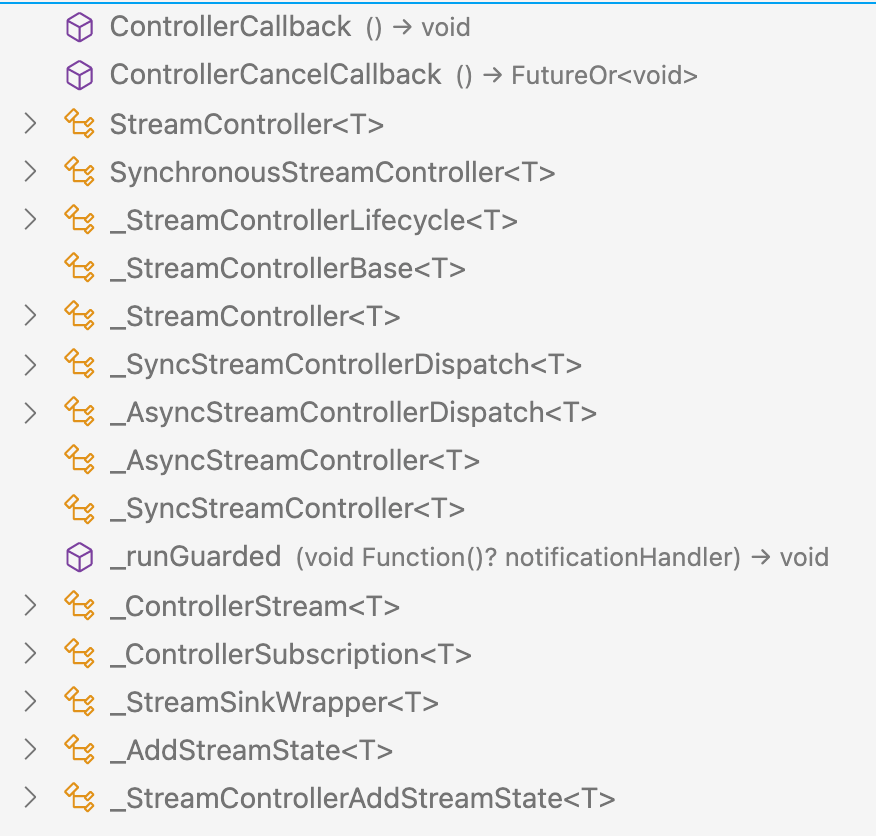 ControllerCallback () → void
ControllerCancelCallback () → FutureOr<void>
StreamController<T>
SynchronousStreamController<T>
_StreamControllerLifecycle<T>
_StreamControllerBase<T>
_StreamController<T>
_SyncStreamControllerDispatch<T>
_AsyncStreamControllerDispatch<T>
_AsyncStreamController<T>
_SyncStreamController<T>
_runGuarded (void Function()? notificationHandler) → void
_ControllerStream<T>
_ControllerSubscription<T>
_StreamSinkWrapper<T>
_AddStreamState<T>
_StreamControllerAddStreamState<T>